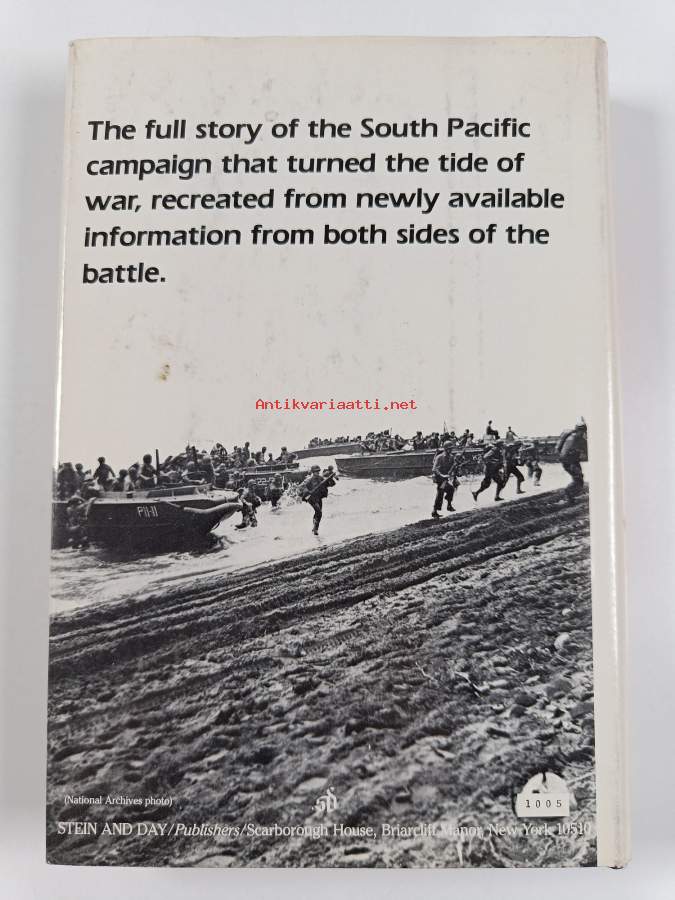 The full story of the South Pacific
campaign that turned the tide of
war, recreated from newly available
information from both sides of the
battle.
Antikvariaatti.net
P11-11
(National Archives photo)
1005
STEIN AND DAY/Publishers/Scarborough House, Briarcliff Manor, New York 10510